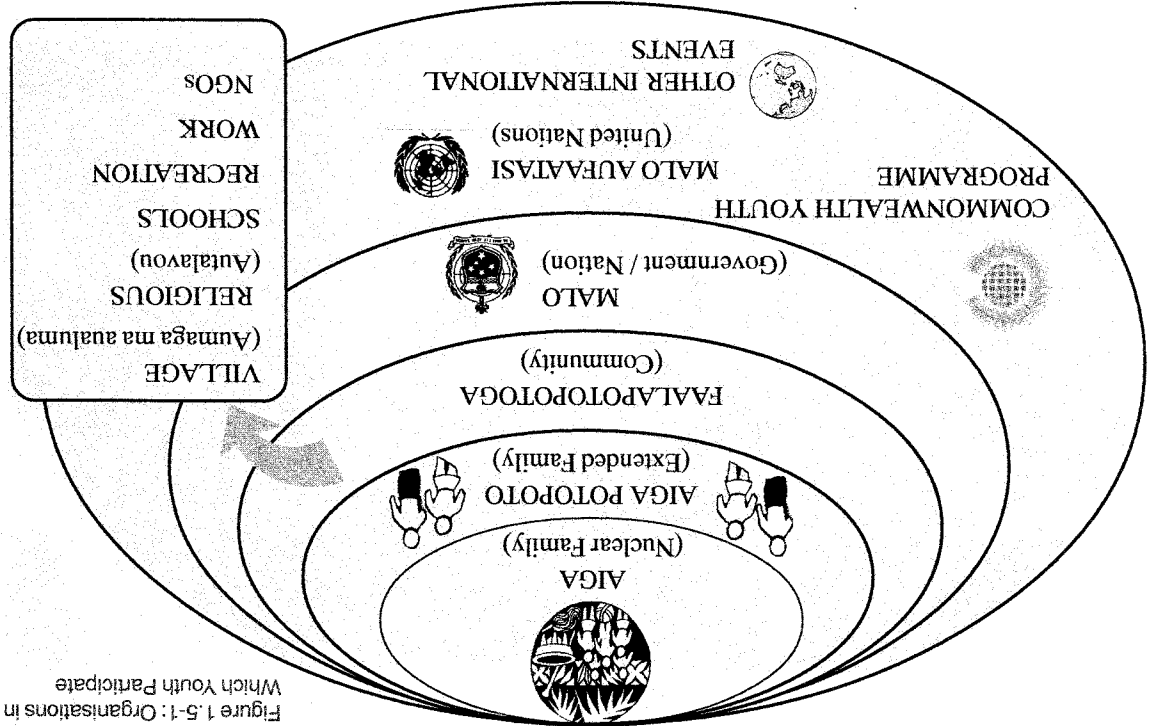 Figure 1.5-1: Organisations in
Which Youth Participate
AIGA
(Nuclear Family)
AIGA POTOPOTO
(Extended Family)
FAALAPOTOPOTOGA
(Community)
MALO
(Government / Nation)
COMMONWEALTH YOUTH
PROGRAMME
MALO AUFAATASI
(United Nations)
OTHER INTERNATIONAL
EVENTS
VILLAGE
(Aumaga ma aualuma)
RELIGIOUS
(Autalavou)
SCHOOLS
RECREATION
WORK
NGOs